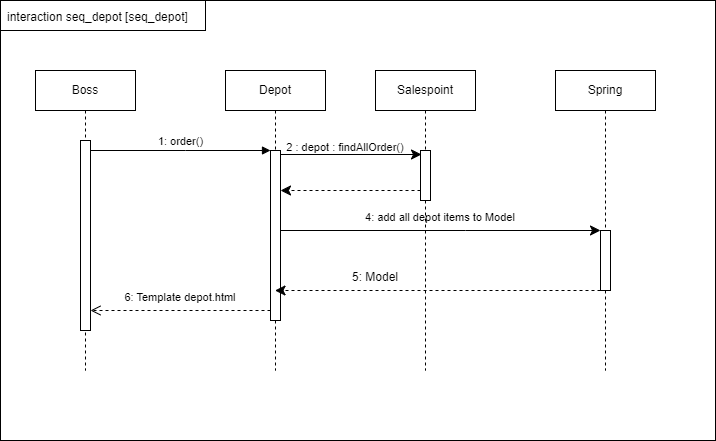 interaction seq_depot [seq_depot]
Boss
Depot
Salespoint
Spring
1: order()
2 : depot : findAllOrder()
4: add all depot items to Model
5: Model
6: Template depot.html